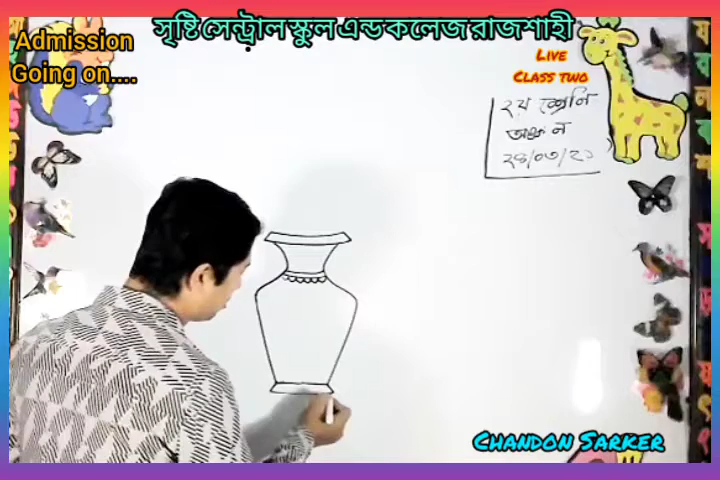 সৃষ্টি সেন্ট্রাল স্কুল এন্ড কলেজ রাজশাহী
Admission
Going on....
Live
Class two
২য় শ্রেনি
অঙ্কন
২৪/০৩/২১
Chandon Sarker